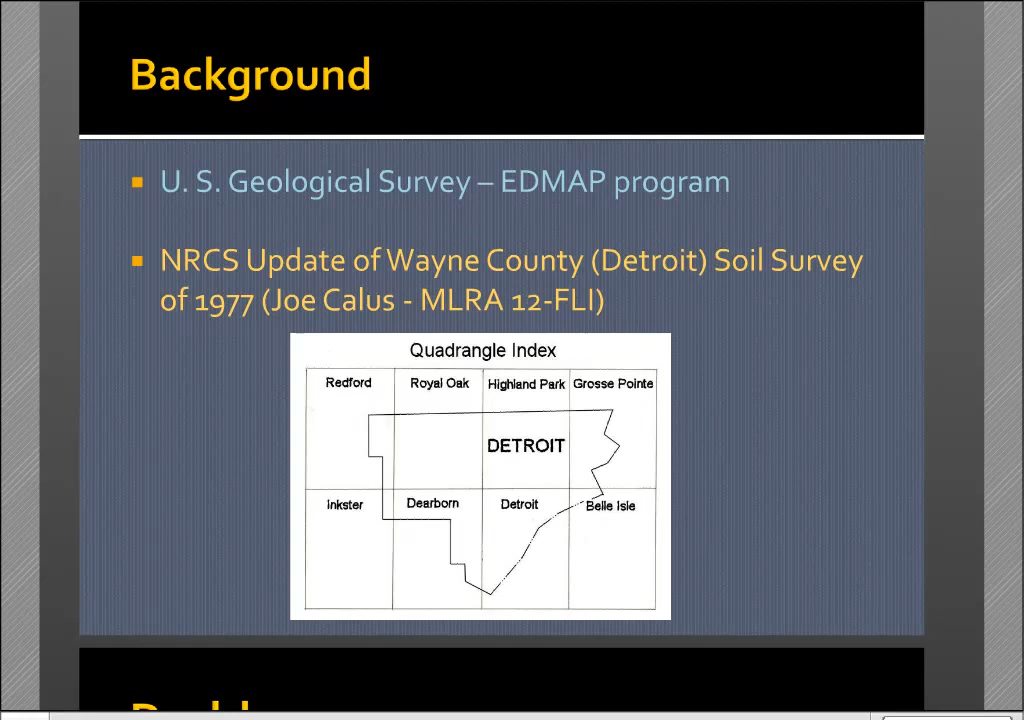 Background
U. S. Geological Survey – EDMAP program
NRCS Update of Wayne County (Detroit) Soil Survey
of 1977 (Joe Calus - MLRA 12-FLI)
Quadrangle Index
Redford Royal Oak Highland Park Grosse Pointe
DETROIT
Inkster Dearborn Detroit Belle Isle